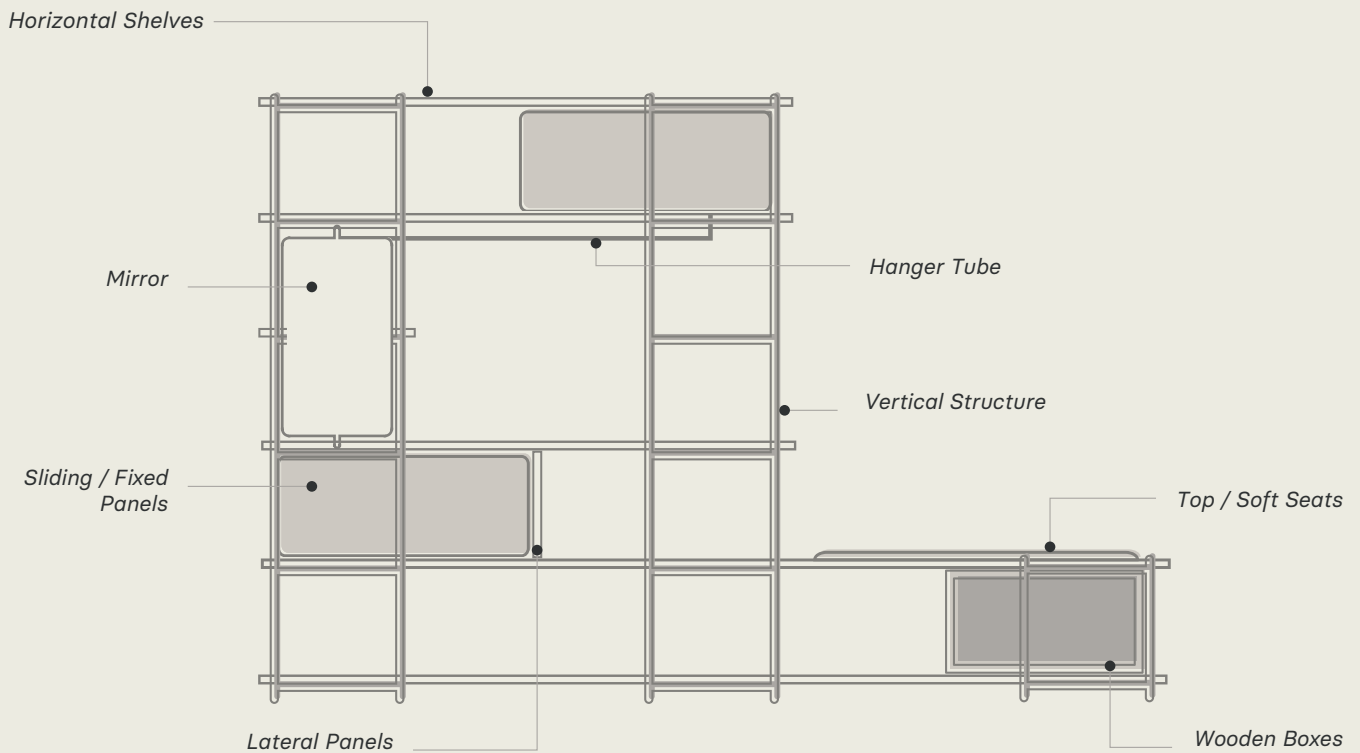 Horizontal Shelves
Mirror
Hanger Tube
Vertical Structure
Sliding / Fixed
Panels
Top / Soft Seats
Lateral Panels
Wooden Boxes